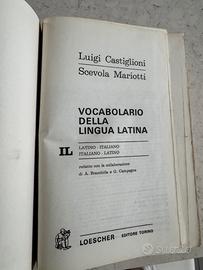 Luigi Castiglioni
Scevola Mariotti
VOCABOLARIO
DELLA
LINGUA LATINA
IL
LATINO - ITALIANO
ITALIANO - LATINO
redatto con la collaborazione
di A. Brambilla e G. Campagna
LOESCHER
EDITORE TORINO
subito